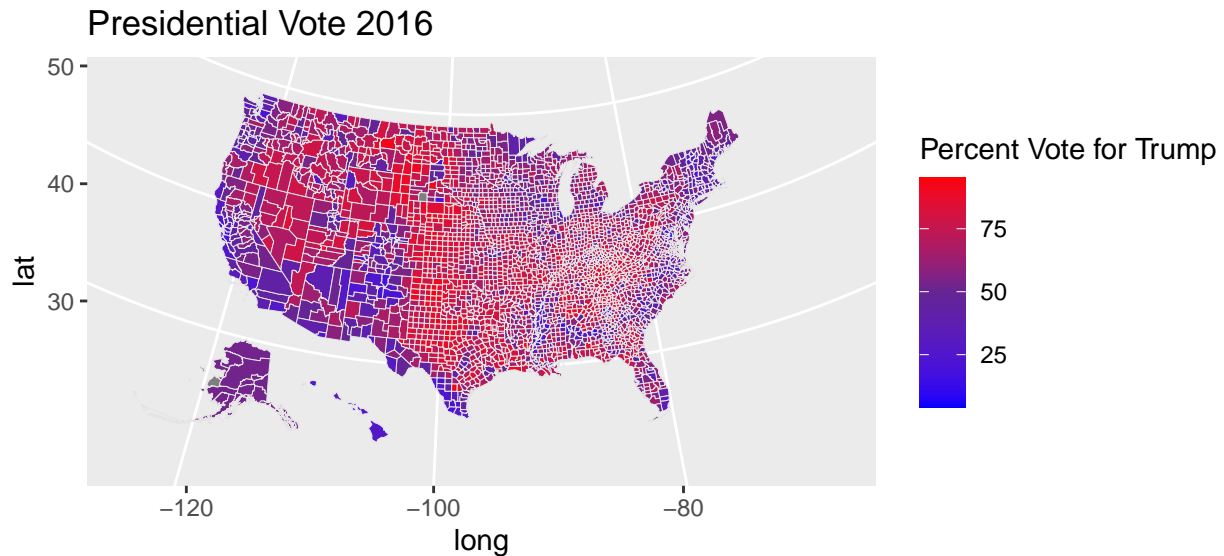 Presidential Vote 2016
50
40
30
lat
−120
−100
−80
long
Percent Vote for Trump
75
50
25